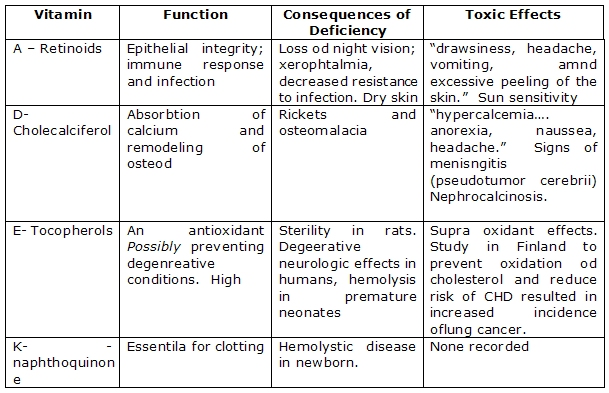 Vitamin
Function
Consequences of
Deficiency
Toxic Effects
A – Retinoids
Epithelial integrity;
immune response
and infection
Loss od night vision;
xerophtalmia,
decreased resistance
to infection. Dry skin
“drawsiness, headache,
vomiting, amnd
excessive peeling of the
skin.” Sun sensitivity
D-
Cholecalciferol
Absorbtion of
calcium and
remodeling of
osteod
Rickets and
osteomalacia
“hypercalcemia….
anorexia, naussea,
headache.” Signs of
menisngitis
(pseudotumor cerebrii)
Nephrocalcinosis.
E- Tocopherols
An antioxidant
Possibly preventing
degenreative
conditions. High
Sterility in rats.
Degeerative
neurologic effects in
humans, hemolysis
in premature
neonates
Supra oxidant effects.
Study in Finland to
prevent oxidation od
cholesterol and reduce
risk of CHD resulted in
increased incidence
oflung cancer.
K- -
naphthoquinon
e
Essentila for clotting
Hemolystic disease
in newborn.
None recorded